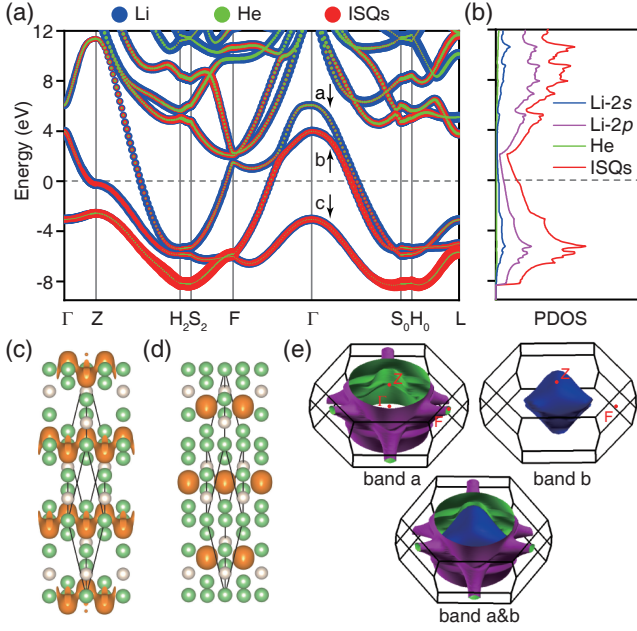 (a) Li He ISQs (b)
12
8
4
0
-4
-8
Energy (eV)
a
b
c
Γ Z H₂S₂ F Γ S₀H₀ L
Li-2s
Li-2p
He
ISQs
PDOS
(c) (d) (e)
Z
Γ
F
band a
Z
F
band b
band a&b